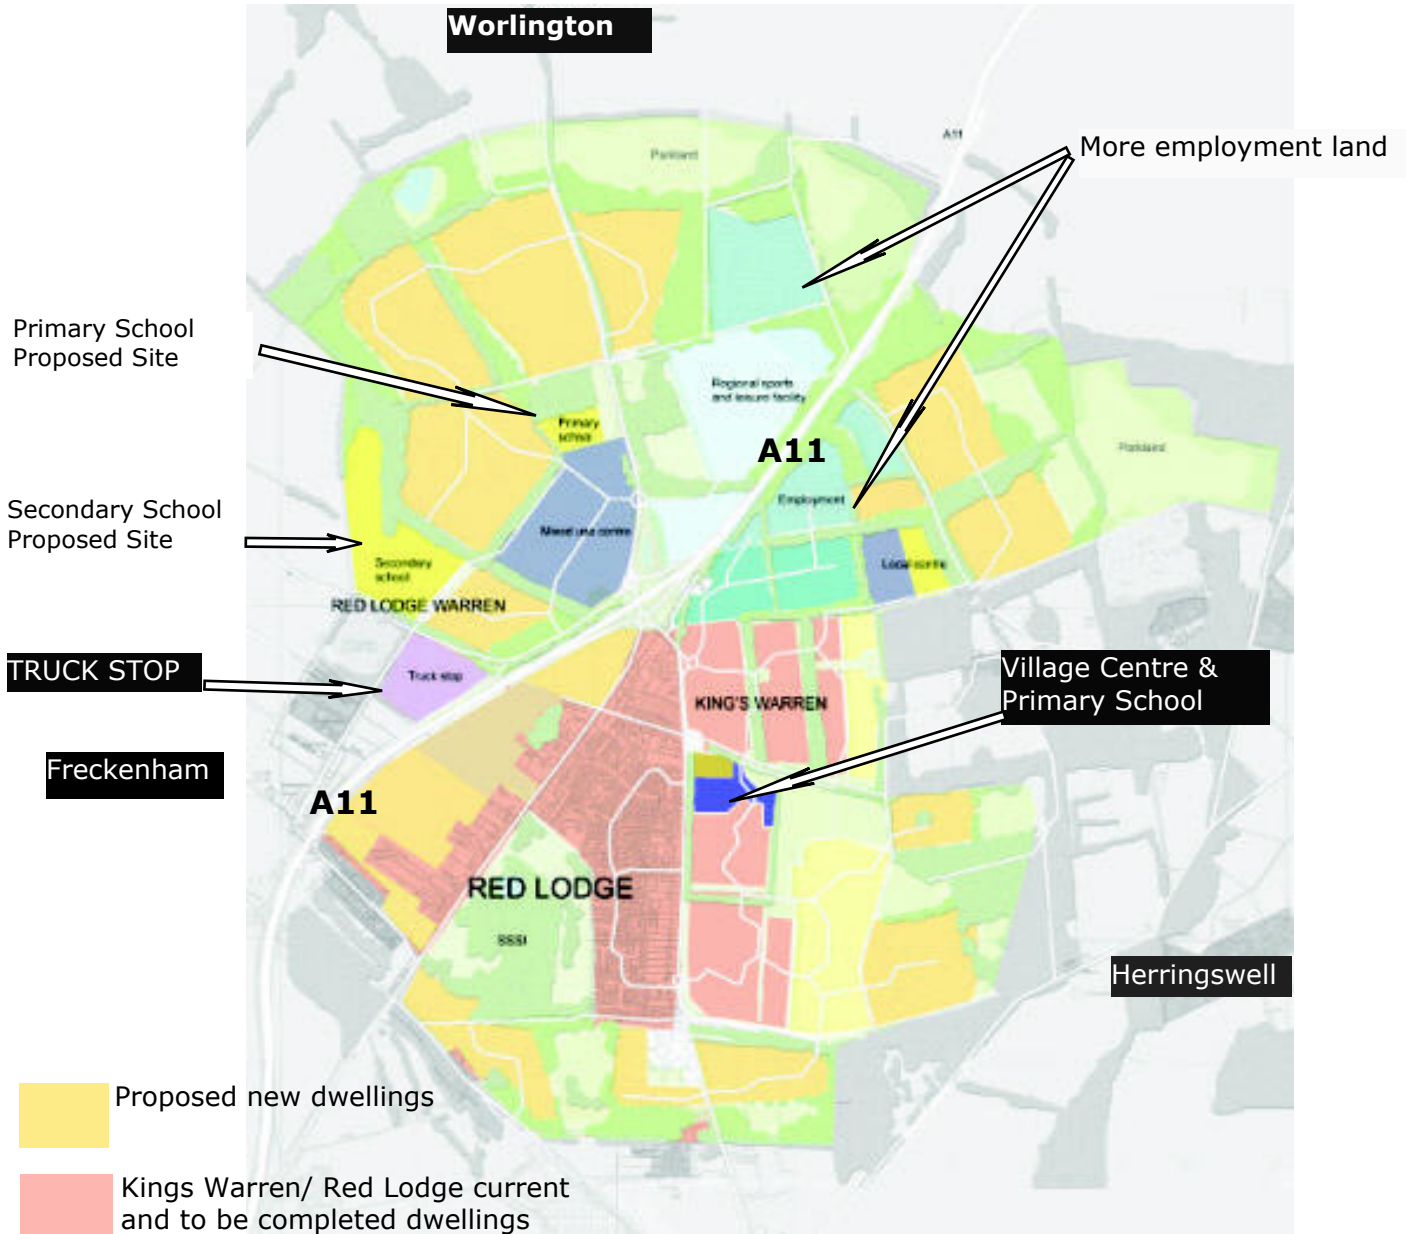 Worlington
A11
More employment land
Parkland
Primary School
Proposed Site
Regional sports
and leisure facility
Primary
school
A11
Parkland
Employment
Secondary School
Proposed Site
Mixed use centre
Secondary
school
Local centre
RED LODGE WARREN
TRUCK STOP
Truck stop
Village Centre &
Primary School
KING'S WARREN
Freckenham
A11
RED LODGE
SSSI
Herringswell
Proposed new dwellings
Kings Warren/ Red Lodge current
and to be completed dwellings